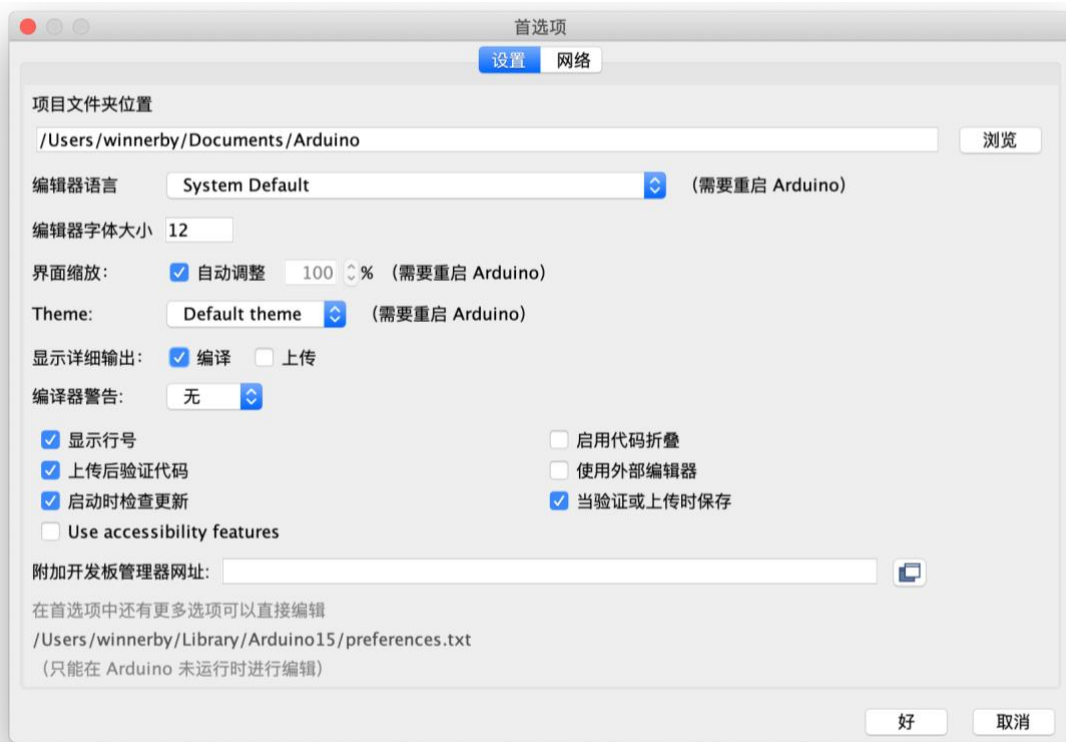 首选项
设置 网络
项目文件夹位置
/Users/winnerby/Documents/Arduino 浏览
编辑器语言 System Default （需要重启 Arduino）
编辑器字体大小 12
界面缩放： 自动调整 100 % （需要重启 Arduino）
Theme: Default theme （需要重启 Arduino）
显示详细输出： 编译 上传
编译器警告: 无
显示行号 启用代码折叠
上传后验证代码 使用外部编辑器
启动时检查更新 当验证或上传时保存
Use accessibility features
附加开发板管理器网址:
在首选项中还有更多选项可以直接编辑
/Users/winnerby/Library/Arduino15/preferences.txt
（只能在 Arduino 未运行时进行编辑）
好 取消